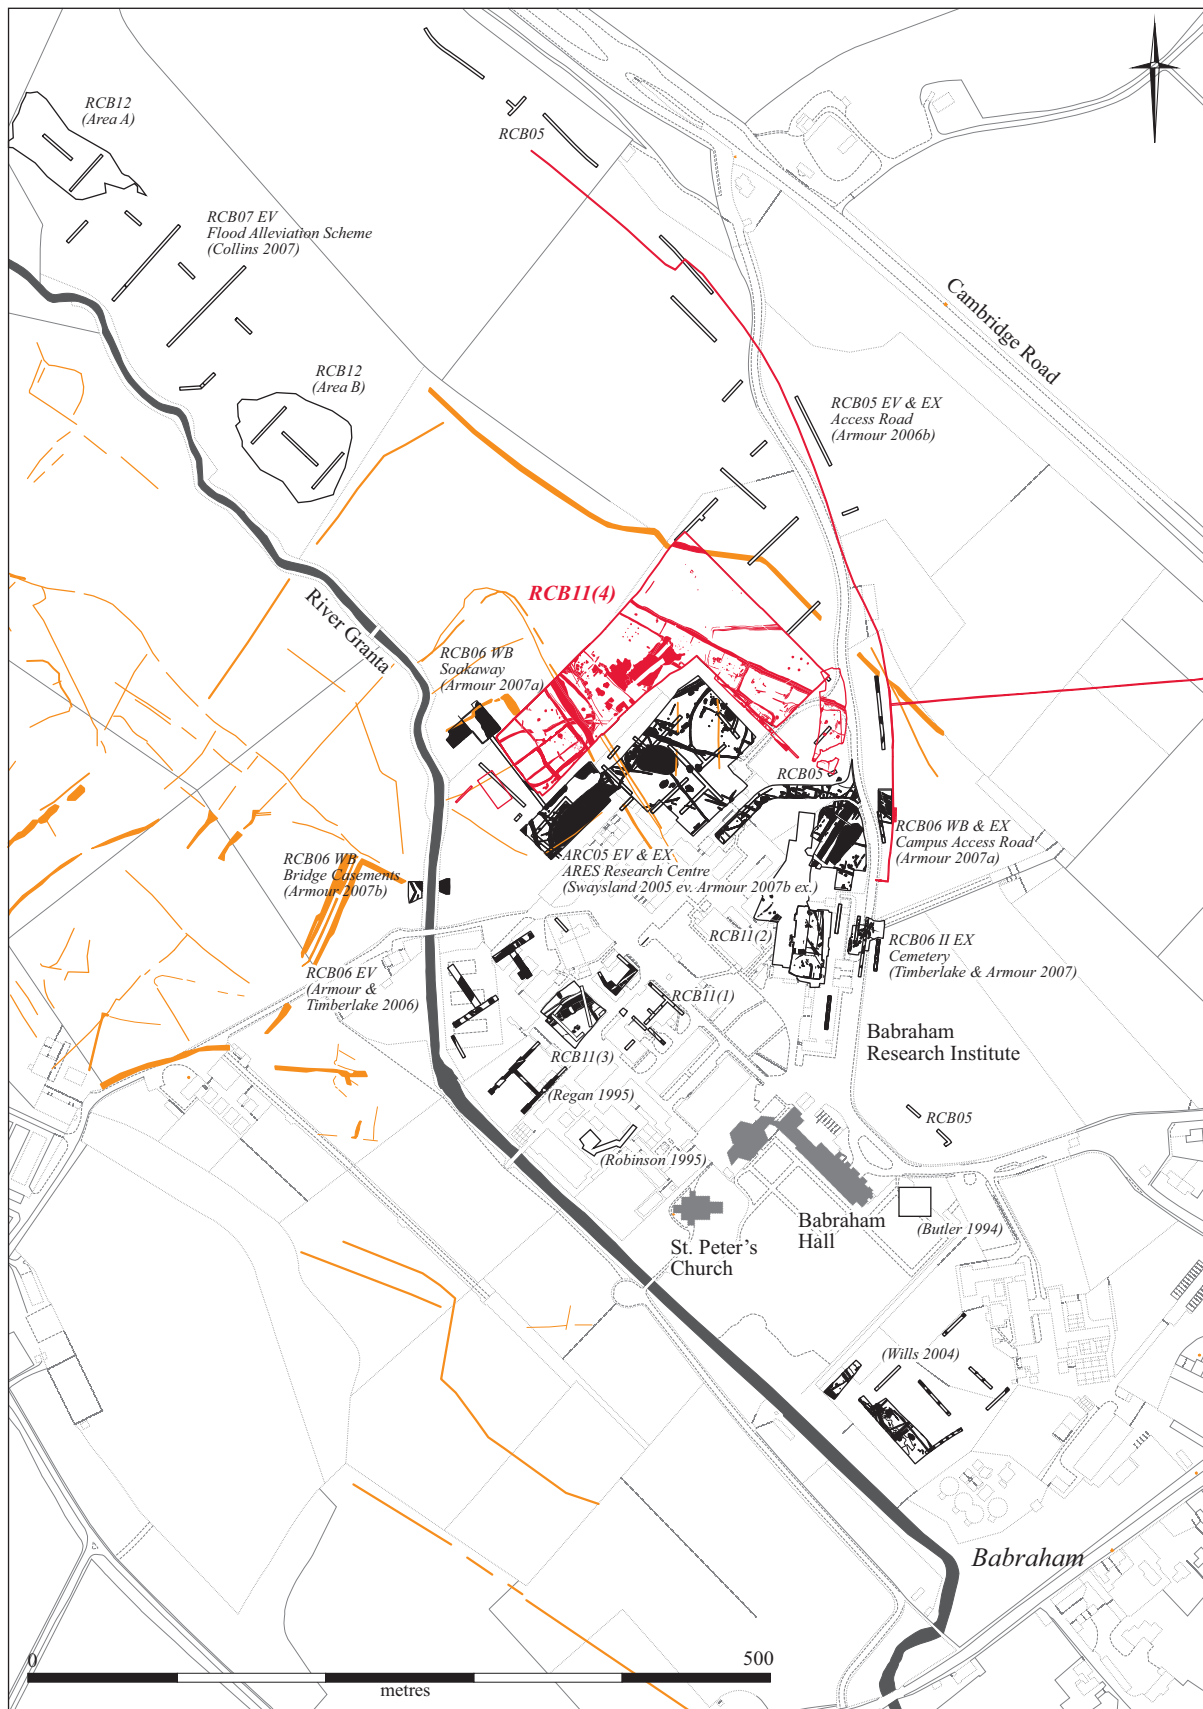 RCB12
(Area A)
RCB05
RCB07 EV
Flood Alleviation Scheme
(Collins 2007)
Cambridge Road
RCB12
(Area B)
RCB05 EV & EX
Access Road
(Armour 2006b)
RCB11(4)
River Granta
RCB06 WB
Soakaway
(Armour 2007a)
RCB05
RCB06 WB & EX
Campus Access Road
(Armour 2007a)
ARC05 EV & EX
ARES Research Centre
(Swaysland 2005 ev. Armour 2007b ex.)
RCB06 WB
Bridge Casements
(Armour 2007b)
RCB11(2)
RCB06 II EX
Cemetery
(Timberlake & Armour 2007)
RCB06 EV
(Armour &
Timberlake 2006)
RCB11(1)
Babraham
Research Institute
RCB11(3)
(Regan 1995)
RCB05
(Robinson 1995)
Babraham
Hall
(Butler 1994)
St. Peter's
Church
(Wills 2004)
Babraham
0
500
metres